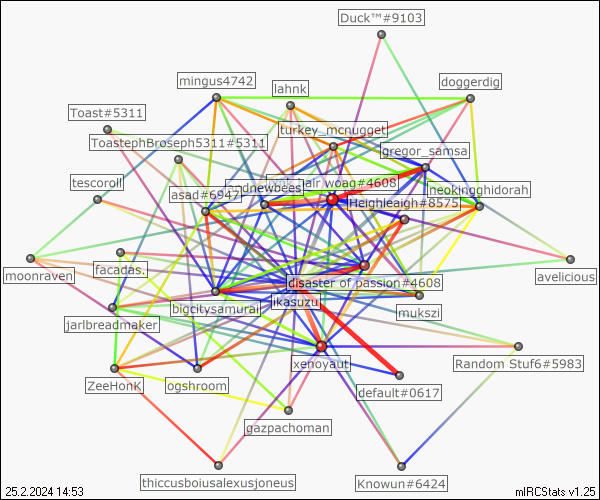 Duck™#9103
mingus4742
lahnk
doggerdig
Toast#5311
turkey_mcnugget
ToastephBroseph5311#5311
gregor_samsa
tescoroll
andnewbees
air woag#4608
asad#6947
neokingghidorah
Heighleaigh#8575
moonraven
facadas.
disaster of passion#4608
avelicious
bigcitysamurai
ikasuzu
mukszi
jarlbreadmaker
xenoyaut
Random Stuf6#5983
ZeeHonk
ogshroom
default#0617
gazpachoman
thiccusboiusalexusjoneus
Knowun#6424
25.2.2024 14:53
mIRCStats v1.25